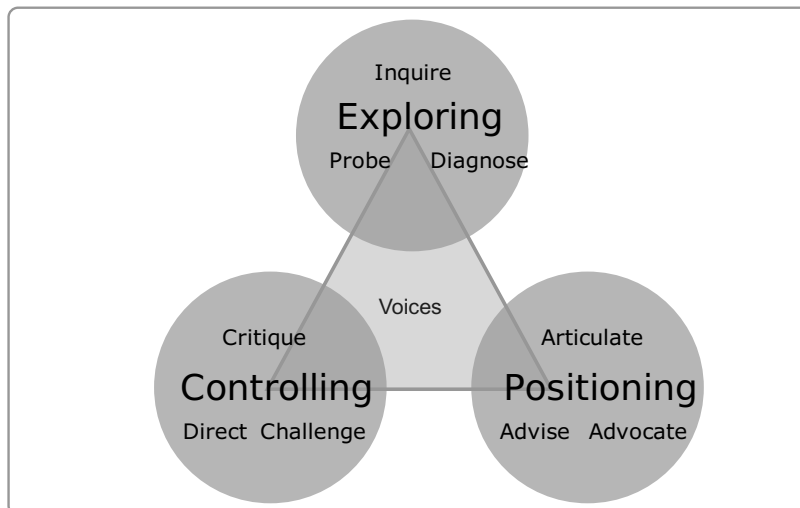 Inquire
Exploring
Probe Diagnose
Voices
Critique
Controlling
Direct Challenge
Articulate
Positioning
Advise Advocate